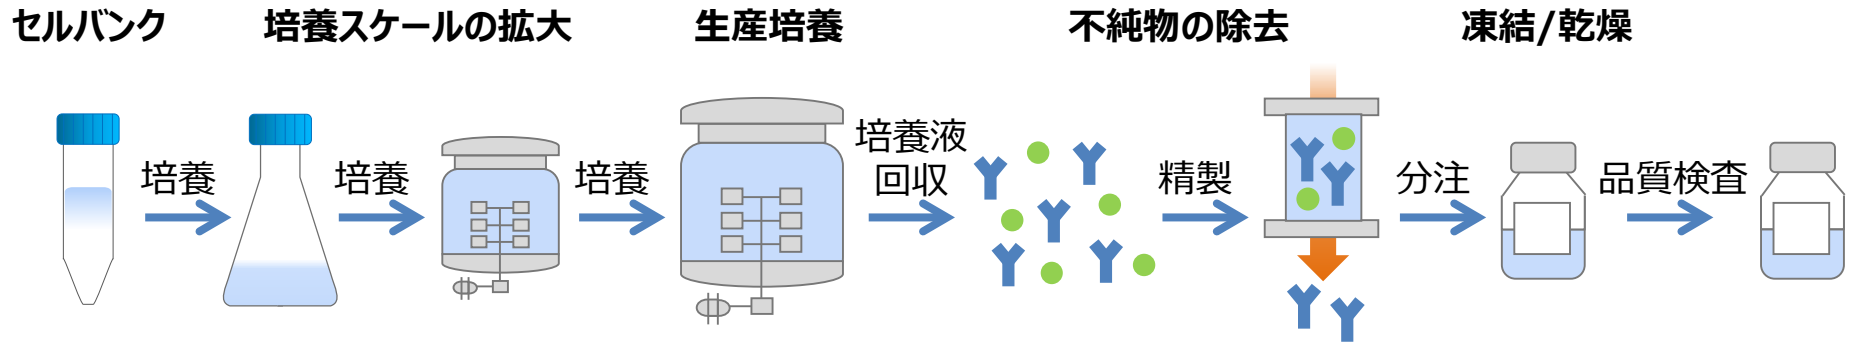 セルバンク
培養スケールの拡大
生産培養
不純物の除去
凍結/乾燥
培養
培養
培養
培養液
回収
精製
分注
品質検査